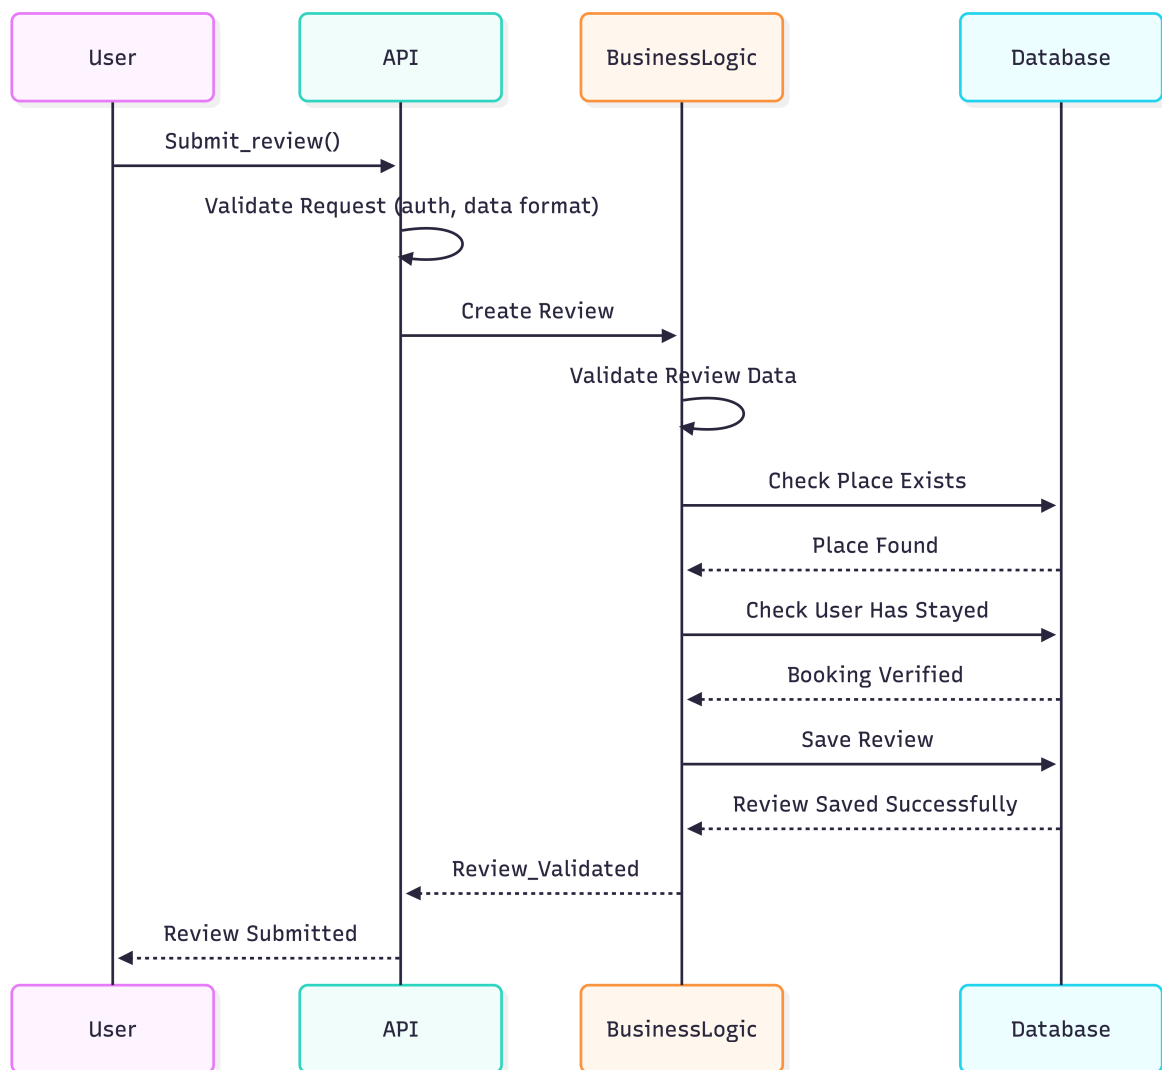 User
API
BusinessLogic
Database
Submit_review()
Validate Request (auth, data format)
Create Review
Validate Review Data
Check Place Exists
Place Found
Check User Has Stayed
Booking Verified
Save Review
Review Saved Successfully
Review_Validated
Review Submitted
User
API
BusinessLogic
Database